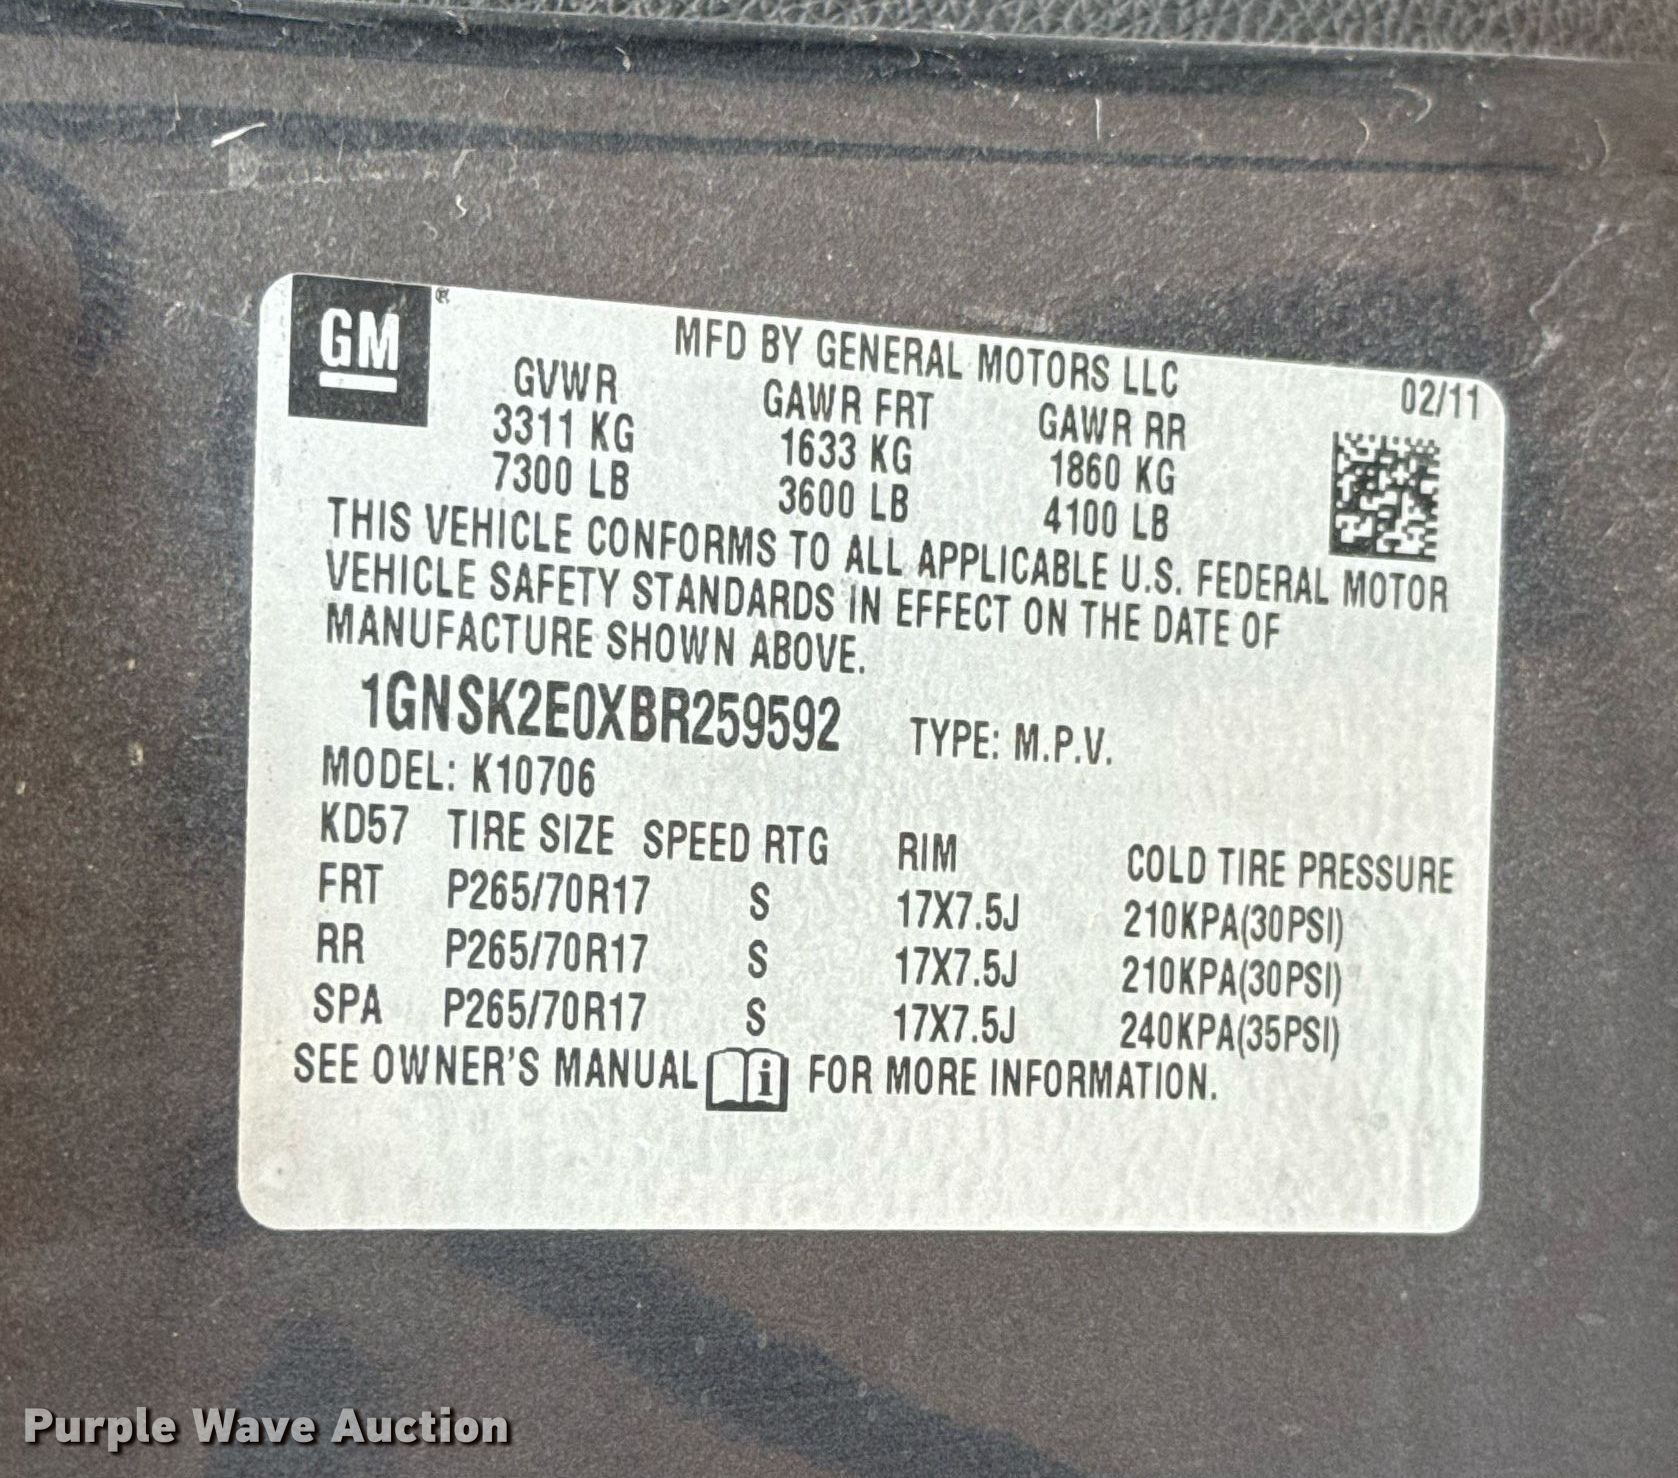 GM
MFD BY GENERAL MOTORS LLC
02/11
GVWR GAWR FRT GAWR RR
3311 KG 1633 KG 1860 KG
7300 LB 3600 LB 4100 LB
THIS VEHICLE CONFORMS TO ALL APPLICABLE U.S. FEDERAL MOTOR
VEHICLE SAFETY STANDARDS IN EFFECT ON THE DATE OF
MANUFACTURE SHOWN ABOVE.
1GNSK2E0XBR259592 TYPE: M.P.V.
MODEL: K10706
KD57 TIRE SIZE SPEED RTG RIM COLD TIRE PRESSURE
FRT P265/70R17 S 17X7.5J 210KPA(30PSI)
RR P265/70R17 S 17X7.5J 210KPA(30PSI)
SPA P265/70R17 S 17X7.5J 240KPA(35PSI)
SEE OWNER'S MANUAL i FOR MORE INFORMATION.
Purple Wave Auction